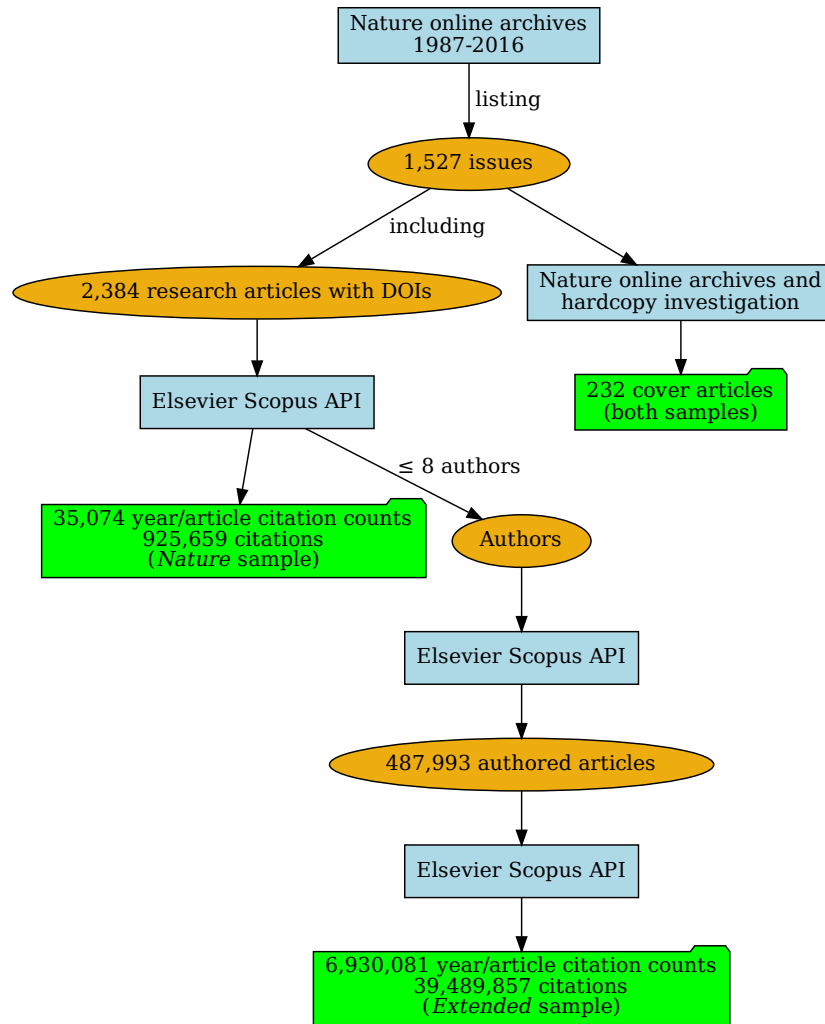 Nature online archives
1987-2016
listing
1,527 issues
including
2,384 research articles with DOIs
Nature online archives and
hardcopy investigation
Elsevier Scopus API
232 cover articles
(both samples)
≤ 8 authors
35,074 year/article citation counts
925,659 citations
(Nature sample)
Authors
Elsevier Scopus API
487,993 authored articles
Elsevier Scopus API
6,930,081 year/article citation counts
39,489,857 citations
(Extended sample)